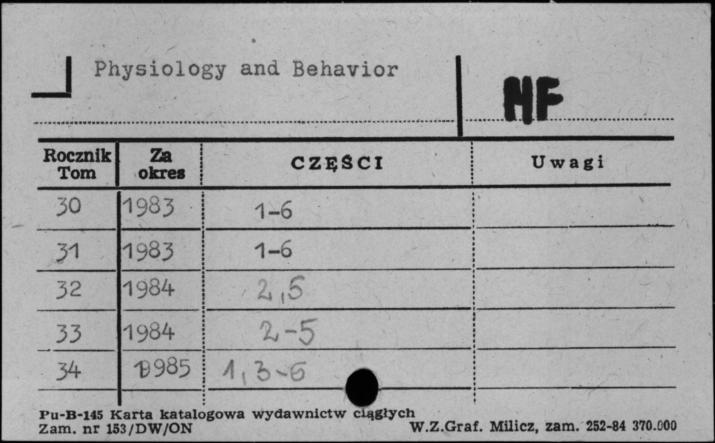 Physiology and Behavior
MF
Rocznik Tom Za okres CZĘŚCI Uwagi
30 1983 1-6
31 1983 1-6
32 1984 2,5
33 1984 2-5
34 1985 1,3-6
Pu-B-145 Karta katalogowa wydawnictw ciągłych
Zam. nr 153/DW/ON W.Z.Graf. Milicz, zam. 252-84 370.000